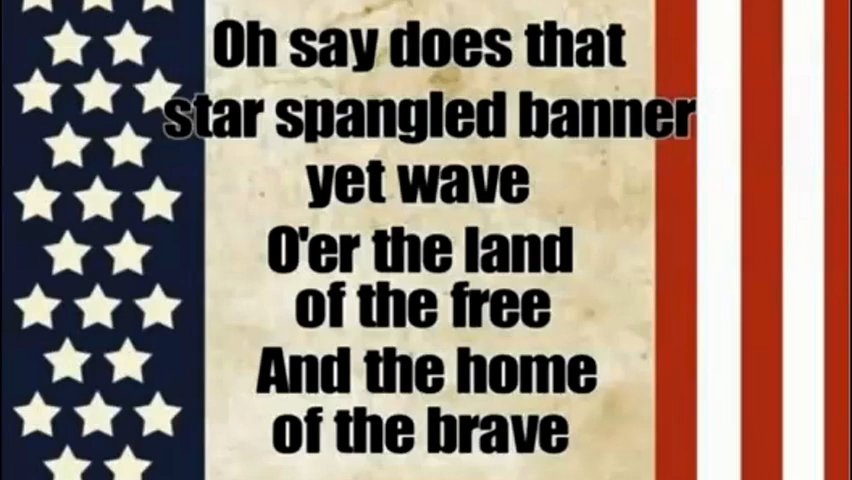 Oh say does that
star spangled banner
yet wave
O'er the land
of the free
And the home
of the brave